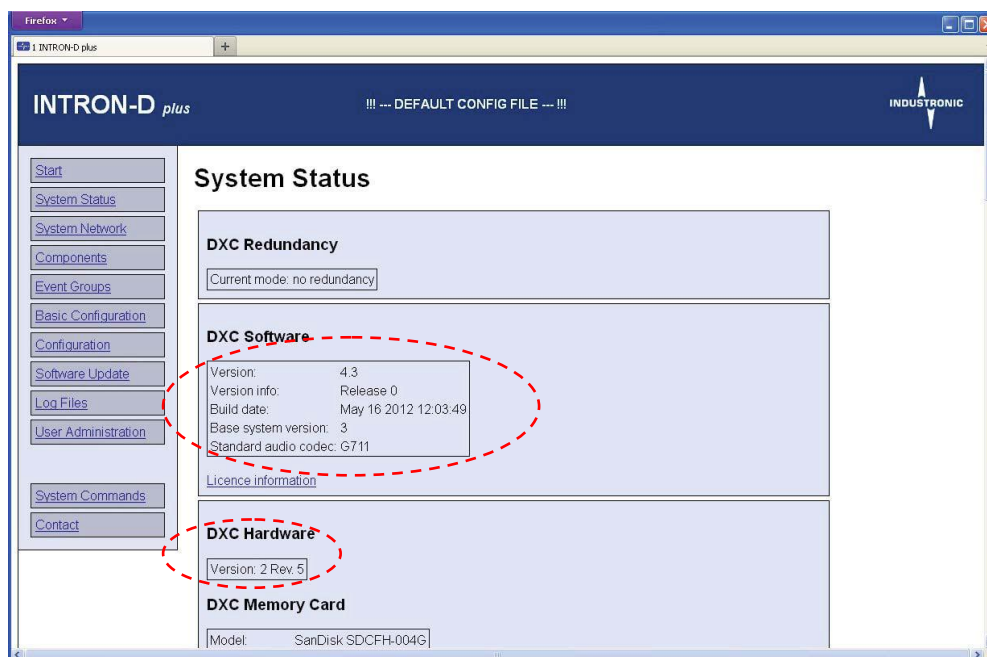 Firefox
1 INTRON-D plus
+
INTRON-D plus
!!! --- DEFAULT CONFIG FILE --- !!!
INDUSTRONIC
Start
System Status
System Network
Components
Event Groups
Basic Configuration
Configuration
Software Update
Log Files
User Administration
System Commands
Contact
System Status
DXC Redundancy
Current mode: no redundancy
DXC Software
Version: 4.3
Version info: Release 0
Build date: May 16 2012 12:03:49
Base system version: 3
Standard audio codec: G711
Licence information
DXC Hardware
Version: 2 Rev. 5
DXC Memory Card
Model: SanDisk SDCFH-004G